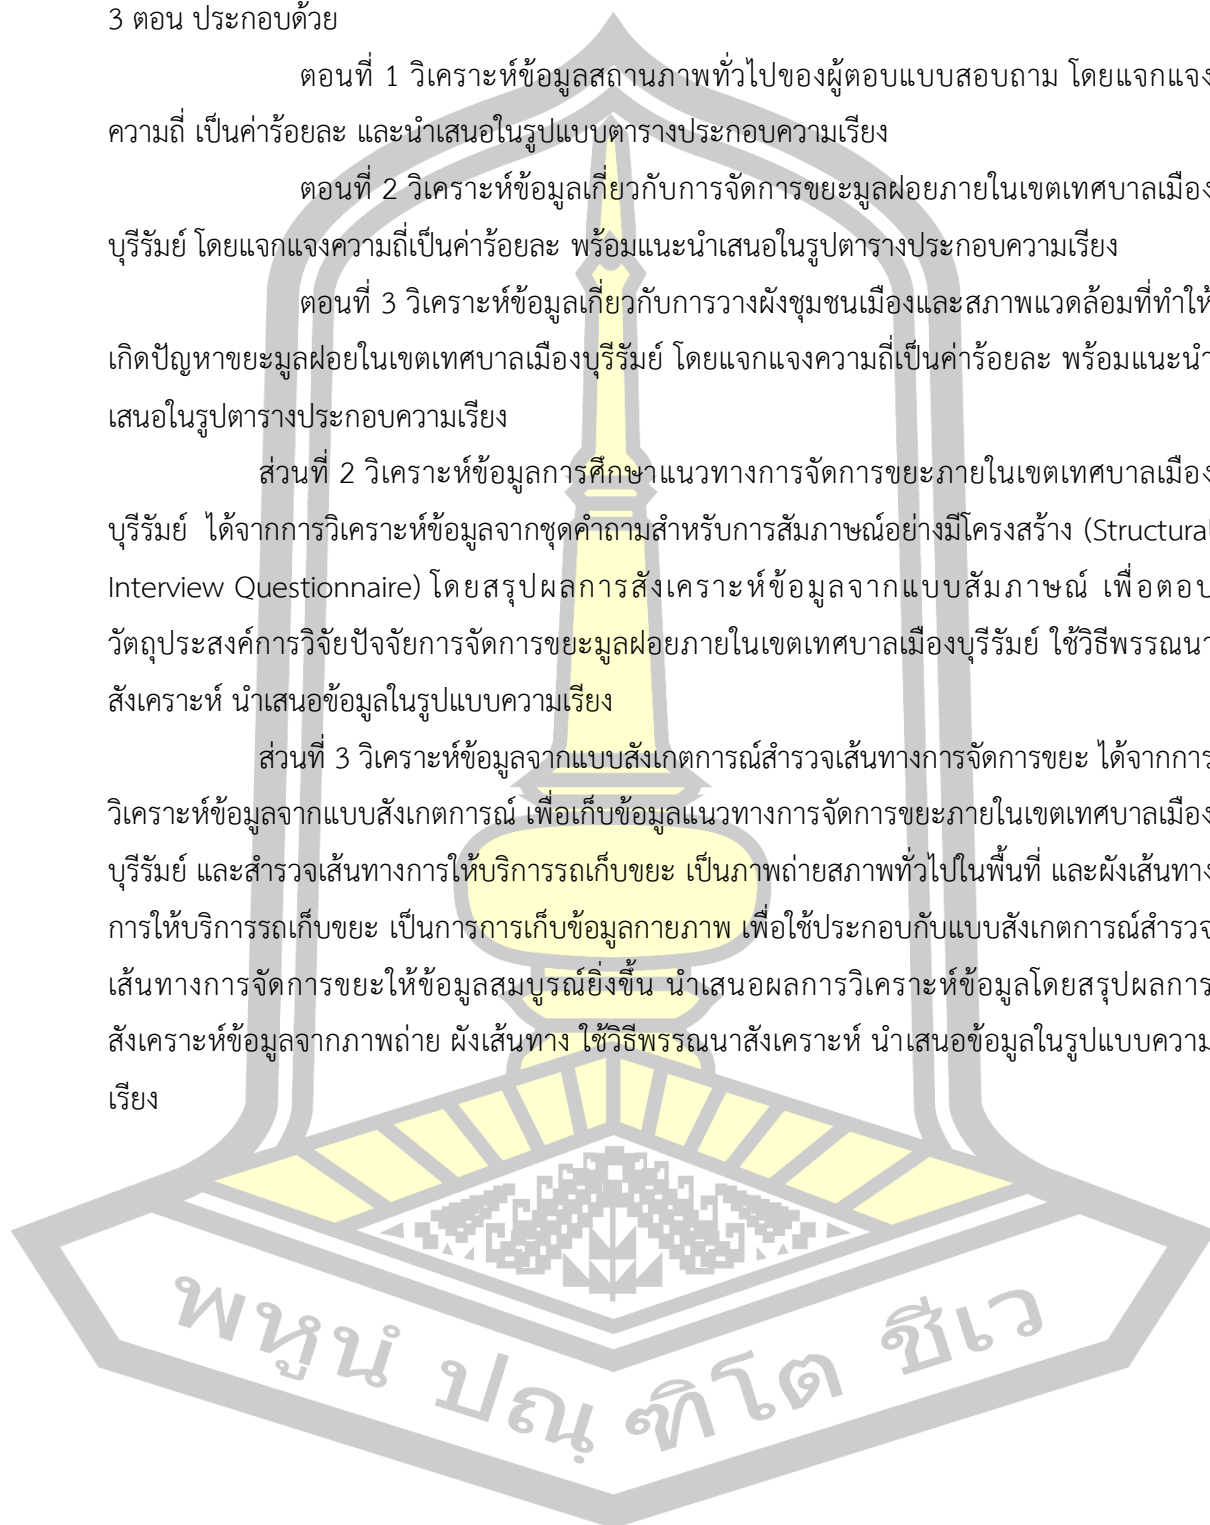 3 ตอน ประกอบด้วย
ตอนที่ 1 วิเคราะห์ข้อมูลสถานภาพทั่วไปของผู้ตอบแบบสอบถาม โดยแจกแจง
ความถี่ เป็นค่าร้อยละ และนำเสนอในรูปแบบตารางประกอบความเรียง
ตอนที่ 2 วิเคราะห์ข้อมูลเกี่ยวกับการจัดการขยะมูลฝอยภายในเขตเทศบาลเมือง
บุรีรัมย์ โดยแจกแจงความถี่เป็นค่าร้อยละ พร้อมแนะนำเสนอในรูปตารางประกอบความเรียง
ตอนที่ 3 วิเคราะห์ข้อมูลเกี่ยวกับการวางผังชุมชนเมืองและสภาพแวดล้อมที่ทำให้
เกิดปัญหาขยะมูลฝอยในเขตเทศบาลเมืองบุรีรัมย์ โดยแจกแจงความถี่เป็นค่าร้อยละ พร้อมแนะนำ
เสนอในรูปตารางประกอบความเรียง
ส่วนที่ 2 วิเคราะห์ข้อมูลการศึกษาแนวทางการจัดการขยะภายในเขตเทศบาลเมือง
บุรีรัมย์ ได้จากการวิเคราะห์ข้อมูลจากชุดคำถามสำหรับการสัมภาษณ์อย่างมีโครงสร้าง (Structural
Interview Questionnaire) โดยสรุปผลการสังเคราะห์ข้อมูลจากแบบสัมภาษณ์ เพื่อตอบ
วัตถุประสงค์การวิจัยปัจจัยการจัดการขยะมูลฝอยภายในเขตเทศบาลเมืองบุรีรัมย์ ใช้วิธีพรรณนา
สังเคราะห์ นำเสนอข้อมูลในรูปแบบความเรียง
ส่วนที่ 3 วิเคราะห์ข้อมูลจากแบบสังเกตการณ์สำรวจเส้นทางการจัดการขยะ ได้จากการ
วิเคราะห์ข้อมูลจากแบบสังเกตการณ์ เพื่อเก็บข้อมูลแนวทางการจัดการขยะภายในเขตเทศบาลเมือง
บุรีรัมย์ และสำรวจเส้นทางการให้บริการรถเก็บขยะ เป็นภาพถ่ายสภาพทั่วไปในพื้นที่ และผังเส้นทาง
การให้บริการรถเก็บขยะ เป็นการการเก็บข้อมูลกายภาพ เพื่อใช้ประกอบกับแบบสังเกตการณ์สำรวจ
เส้นทางการจัดการขยะให้ข้อมูลสมบูรณ์ยิ่งขึ้น นำเสนอผลการวิเคราะห์ข้อมูลโดยสรุปผลการ
สังเคราะห์ข้อมูลจากภาพถ่าย ผังเส้นทาง ใช้วิธีพรรณนาสังเคราะห์ นำเสนอข้อมูลในรูปแบบความ
เรียง
พหูนํ ปณฺฑิโต ชีเว